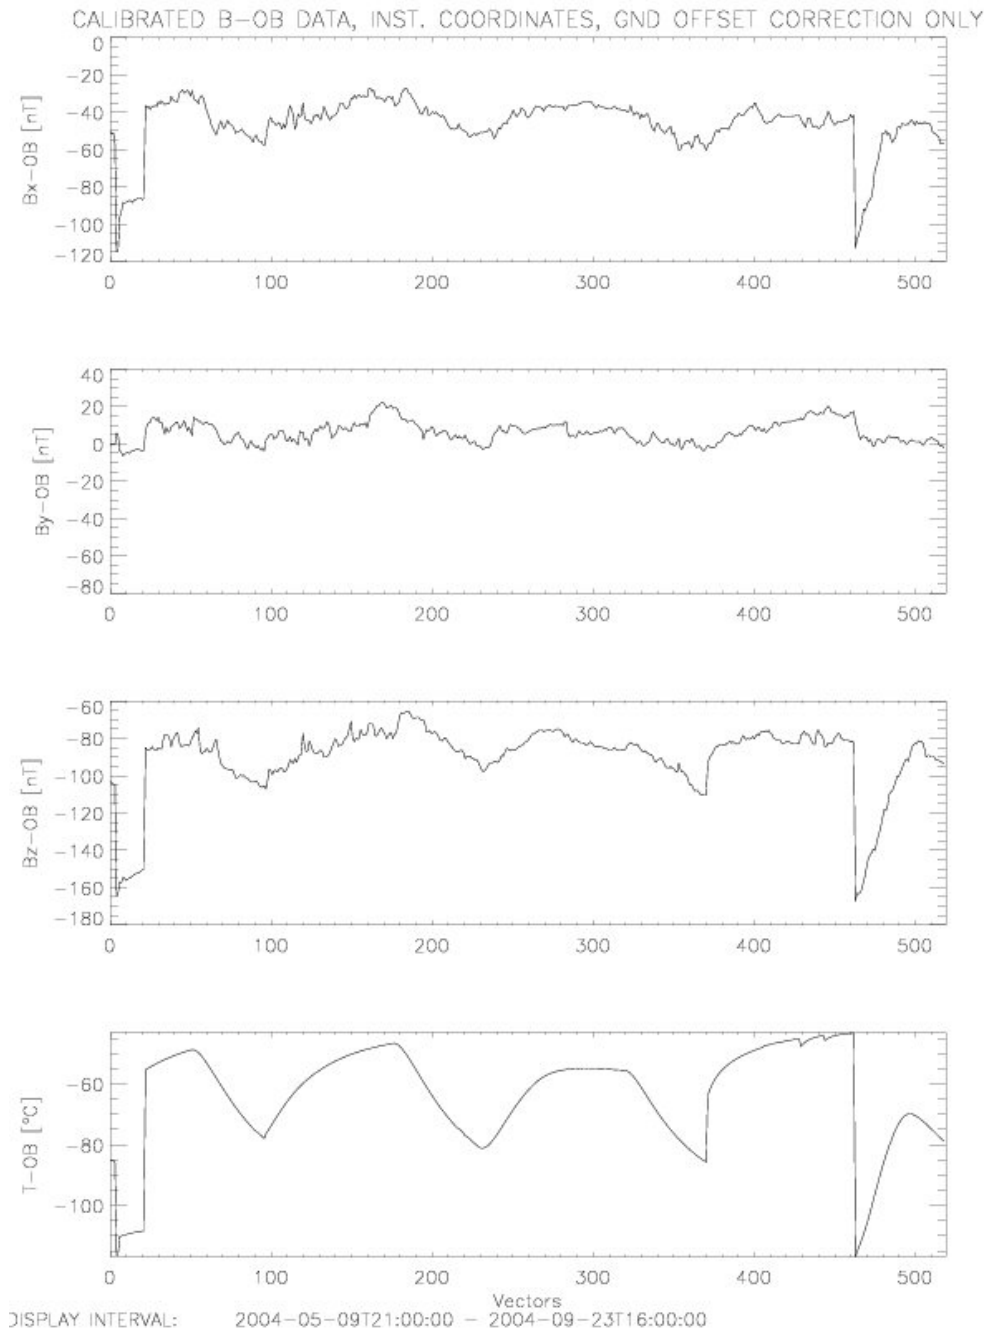 CALIBRATED B-OB DATA, INST. COORDINATES, GND OFFSET CORRECTION ONLY
0
-20
-40
-60
-80
-100
-120
Bx-OB [nT]
0 100 200 300 400 500
40
20
0
-20
-40
-60
-80
By-OB [nT]
0 100 200 300 400 500
-60
-80
-100
-120
-140
-160
-180
Bz-OB [nT]
0 100 200 300 400 500
-60
-80
-100
T-OB [°C]
0 100 200 300 400 500
Vectors
DISPLAY INTERVAL: 2004-05-09T21:00:00 - 2004-09-23T16:00:00